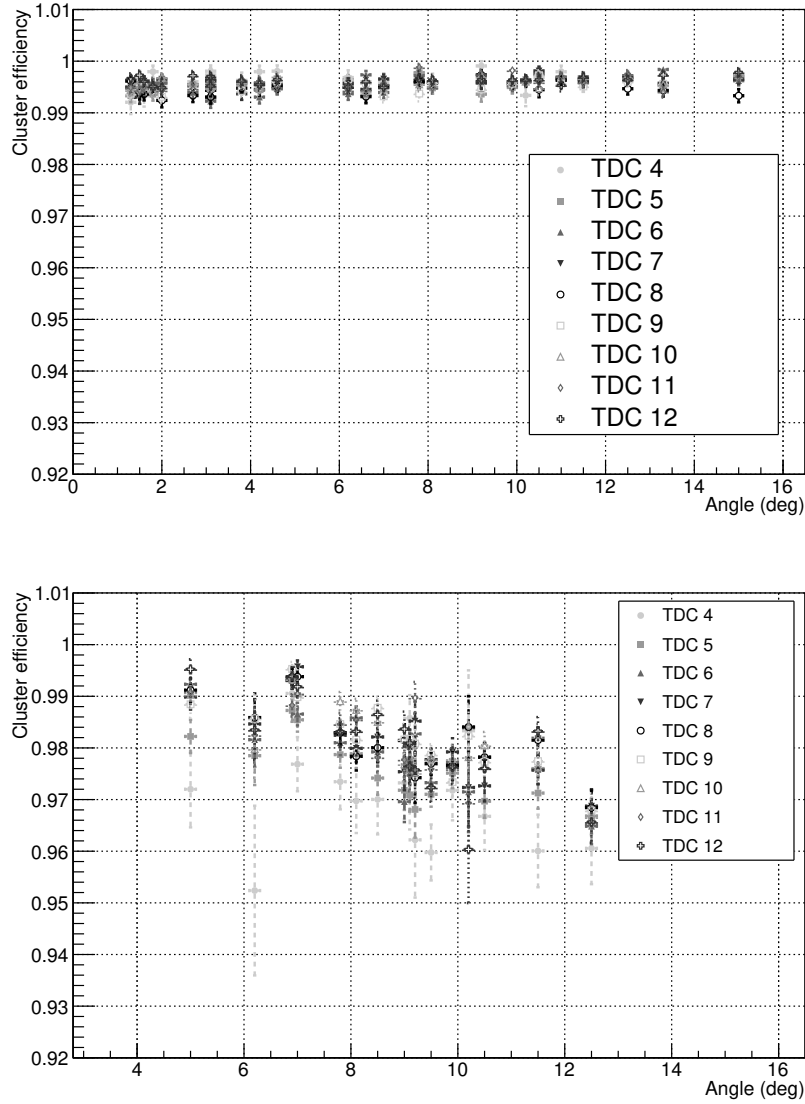 Cluster efficiency
1.01
1
0.99
0.98
0.97
0.96
0.95
0.94
0.93
0.92
TDC 4
TDC 5
TDC 6
TDC 7
TDC 8
TDC 9
TDC 10
TDC 11
TDC 12
0 2 4 6 8 10 12 14 16
Angle (deg)
Cluster efficiency
1.01
1
0.99
0.98
0.97
0.96
0.95
0.94
0.93
0.92
TDC 4
TDC 5
TDC 6
TDC 7
TDC 8
TDC 9
TDC 10
TDC 11
TDC 12
4 6 8 10 12 14 16
Angle (deg)